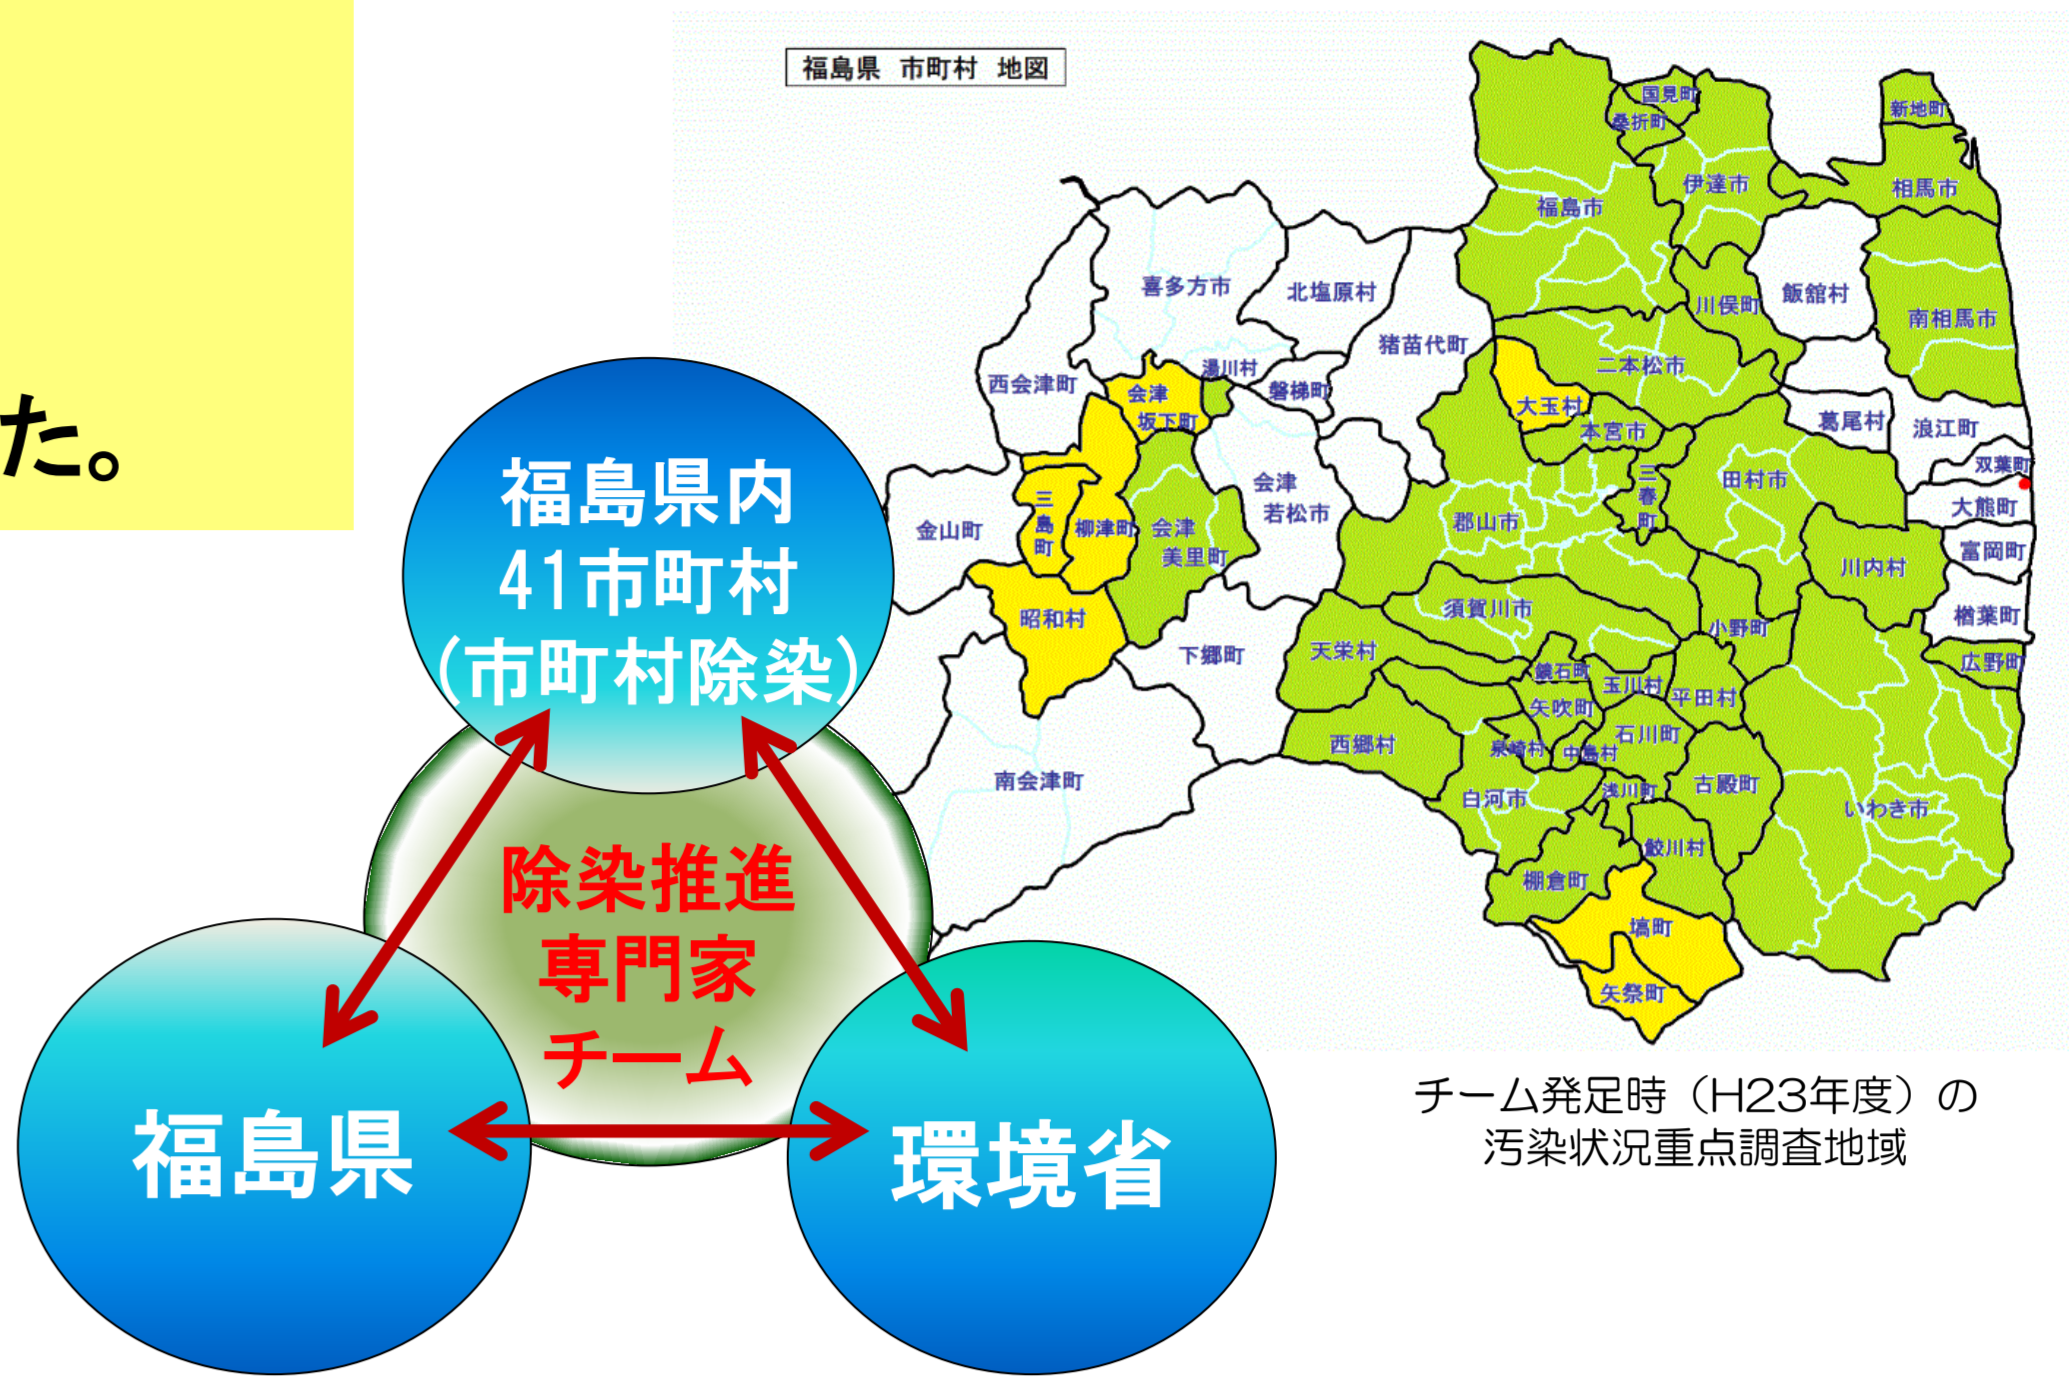 た。
福島県内
41市町村
(市町村除染)
除染推進
専門家
チーム
福島県
環境省
福島県 市町村 地図
国見町
桑折町
新地町
伊達市
相馬市
福島市
喜多方市
北塩原村
川俣町
飯舘村
南相馬市
猪苗代町
二本松市
湯川村
西会津町
会津
坂下町
磐梯町
大玉村
本宮市
葛尾村
浪江町
双葉町
三春町
田村市
会津
若松市
大熊町
金山町
三島町
柳津町
会津
美里町
郡山市
富岡町
川内村
昭和村
須賀川市
小野町
楢葉町
下郷町
天栄村
鏡石町
玉川村
平田村
広野町
矢吹町
西郷村
泉崎村
中島村
石川町
南会津町
白河市
浅川町
古殿町
いわき市
鮫川村
棚倉町
塙町
矢祭町
チーム発足時（H23年度）の
汚染状況重点調査地域